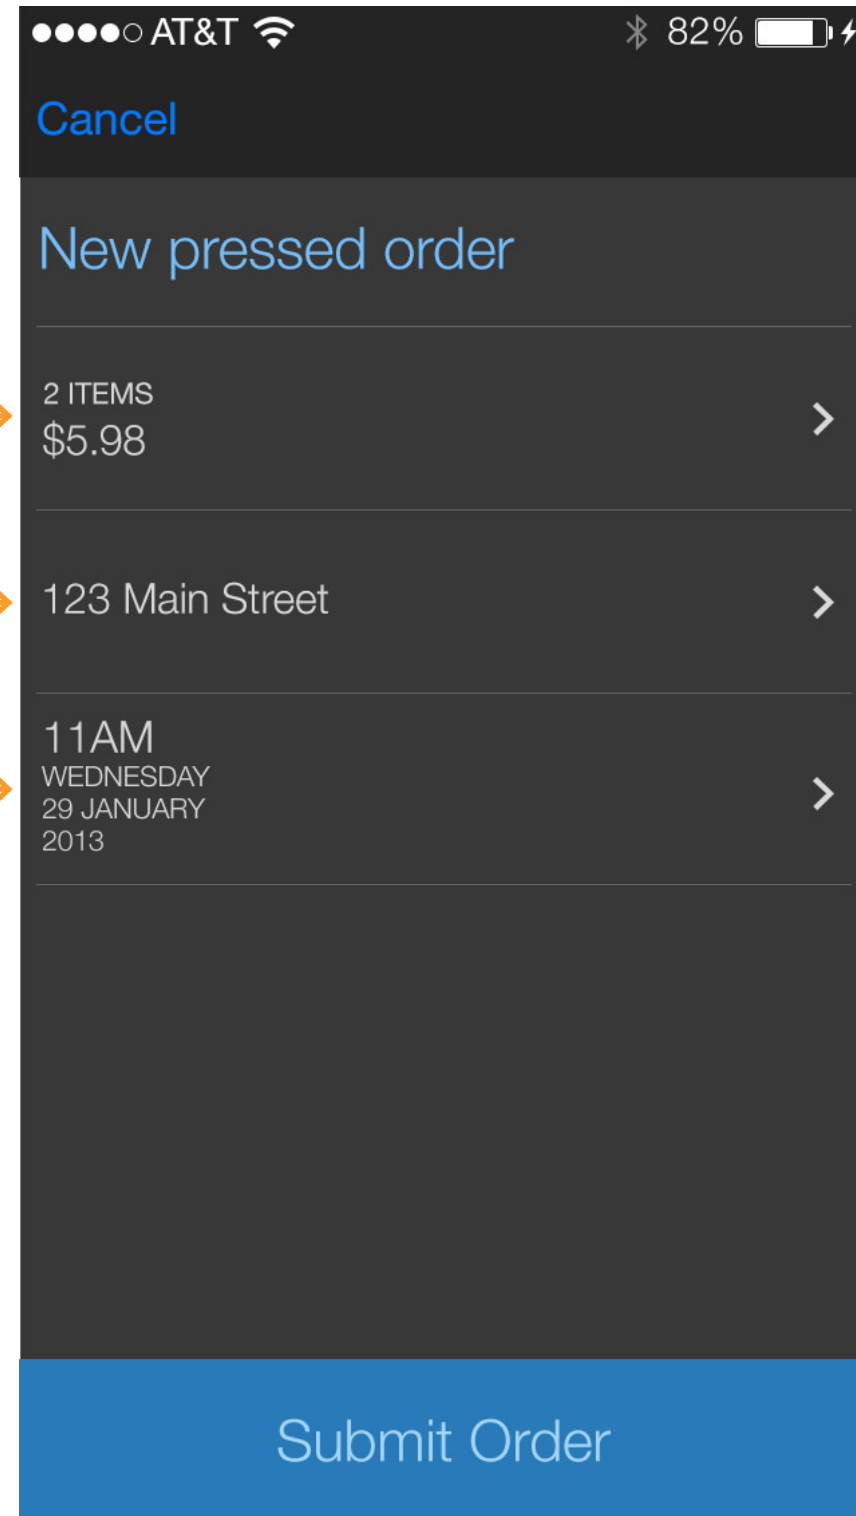 AT&T 82%
Cancel
New pressed order
2 ITEMS
$5.98
123 Main Street
11AM
WEDNESDAY
29 JANUARY
2013
Submit Order